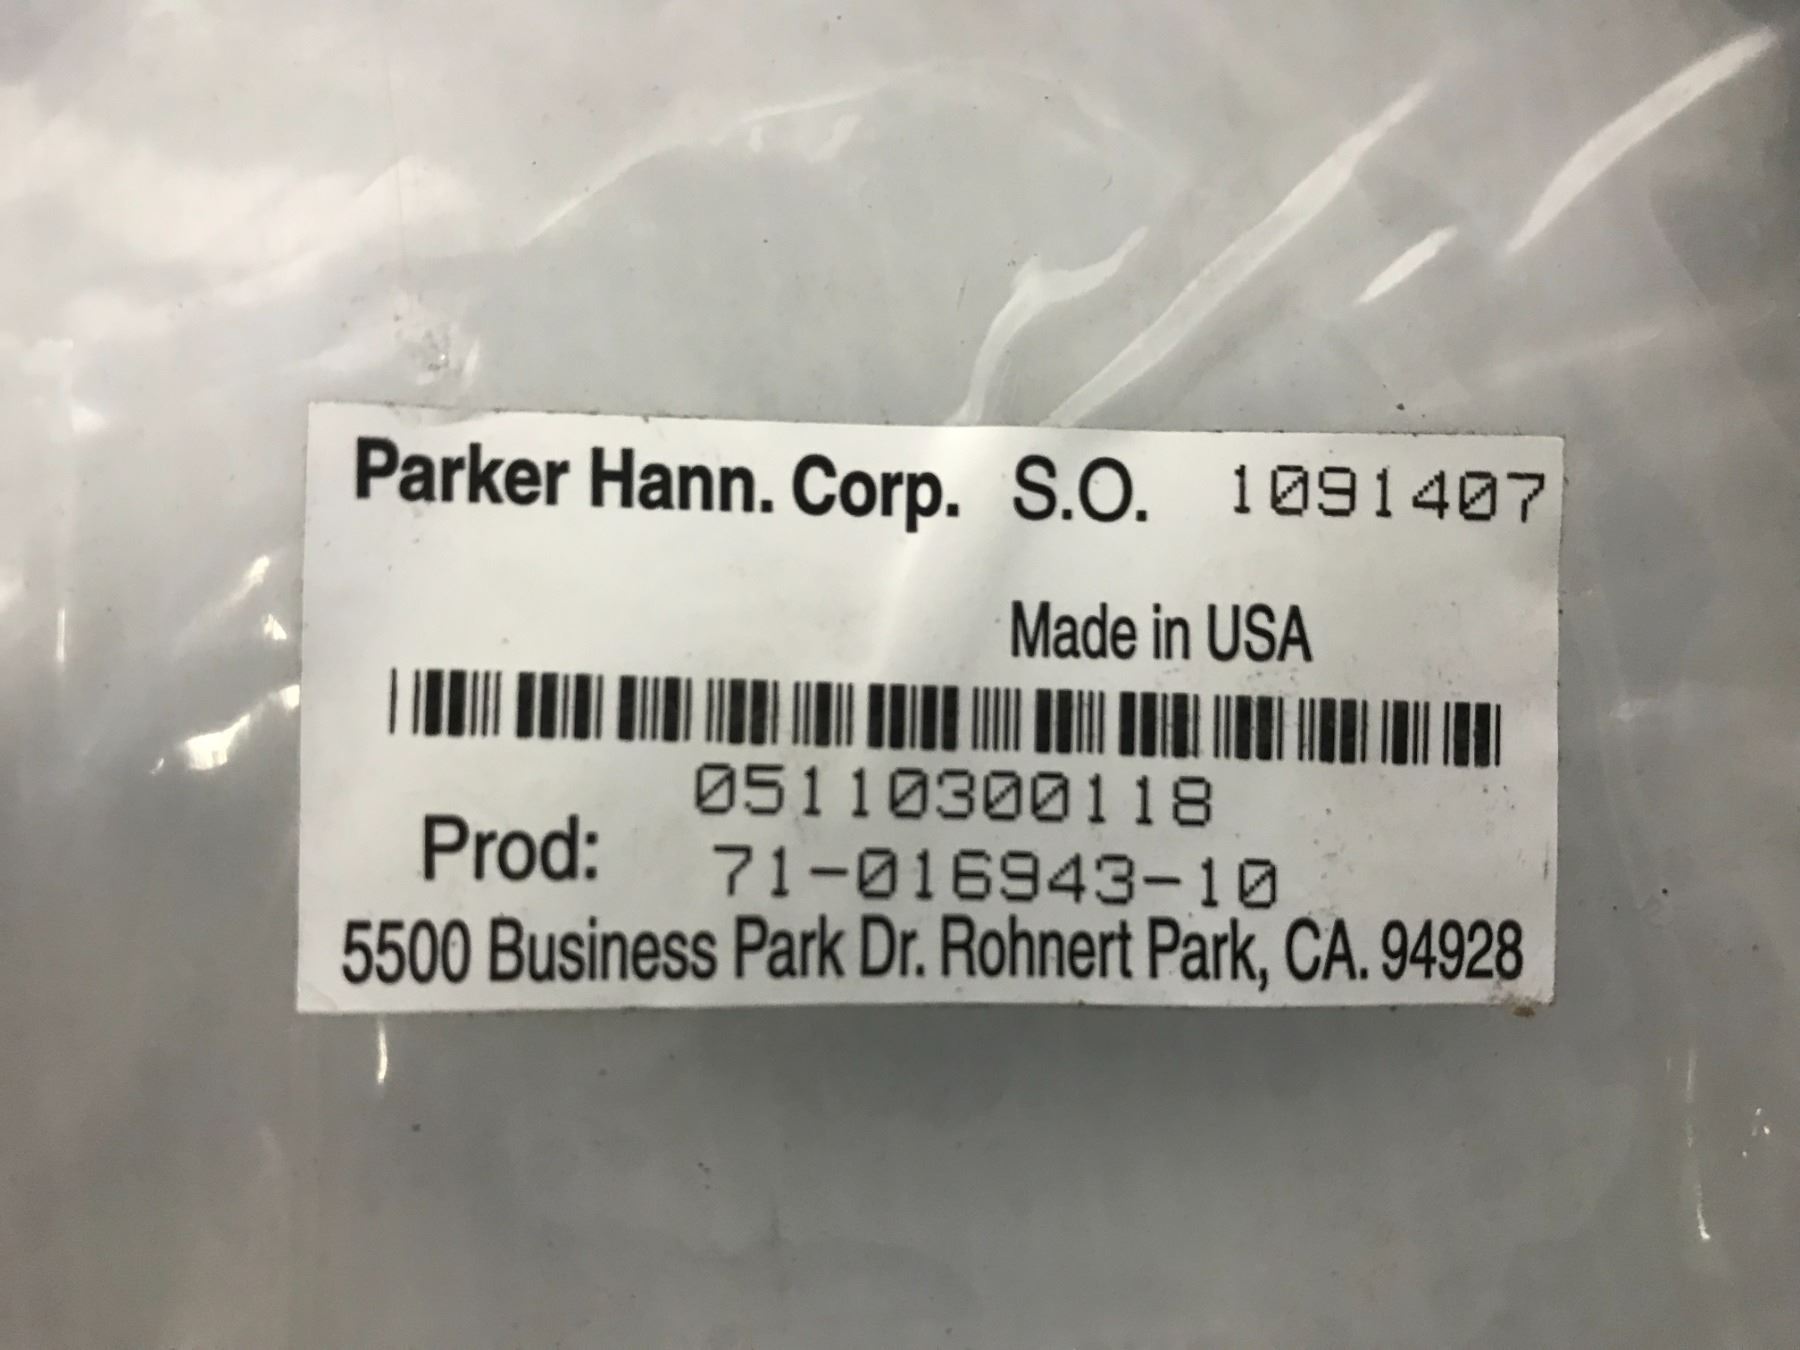 Parker Hann. Corp. S.O. 1091407
Made in USA
05110300118
Prod: 71-016943-10
5500 Business Park Dr. Rohnert Park, CA. 94928